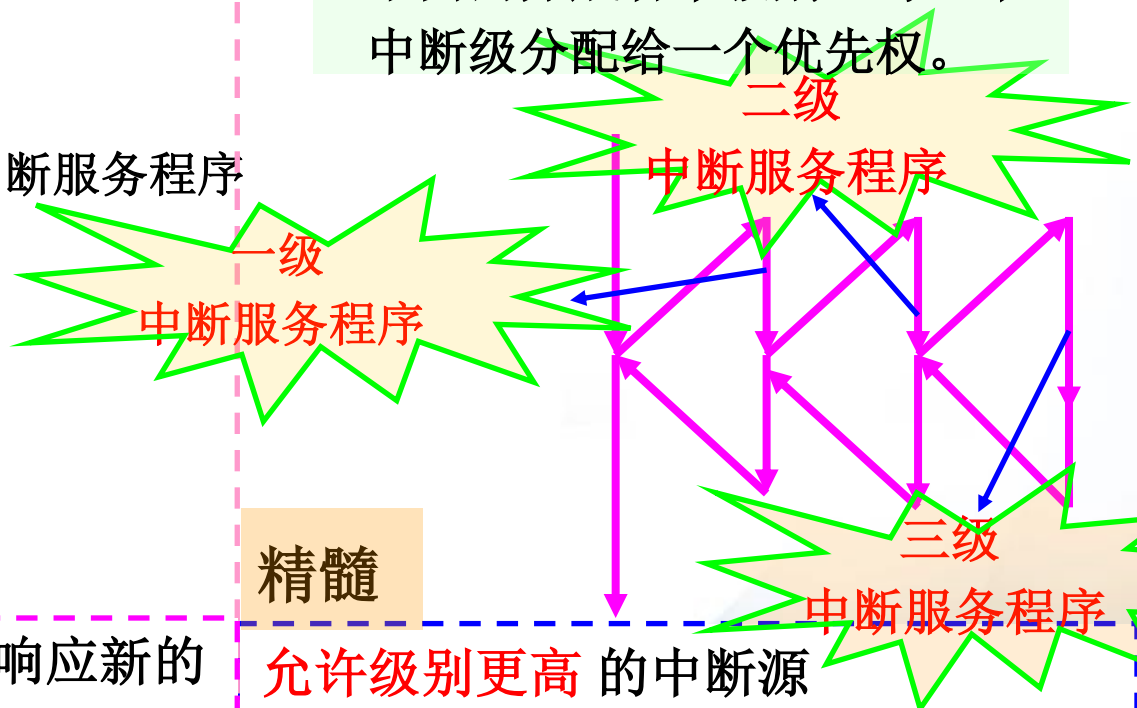 中断级分配给一个优先权。
二级
中断服务程序
断服务程序
一级
中断服务程序
三级
中断服务程序
精髓
响应新的
允许级别更高 的中断源